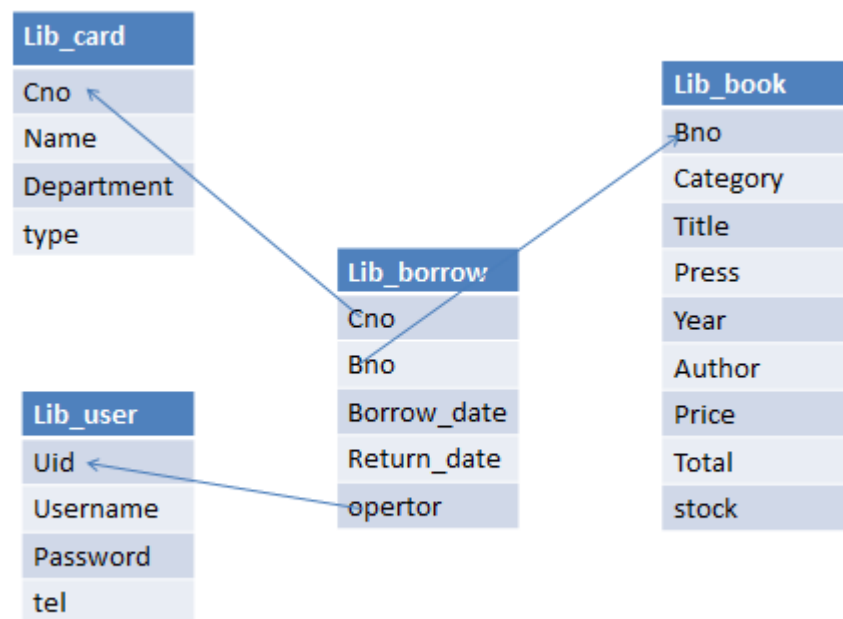 Lib_card
Cno
Name
Department
type
Lib_user
Uid
Username
Password
tel
Lib_borrow
Cno
Bno
Borrow_date
Return_date
opertor
Lib_book
Bno
Category
Title
Press
Year
Author
Price
Total
stock